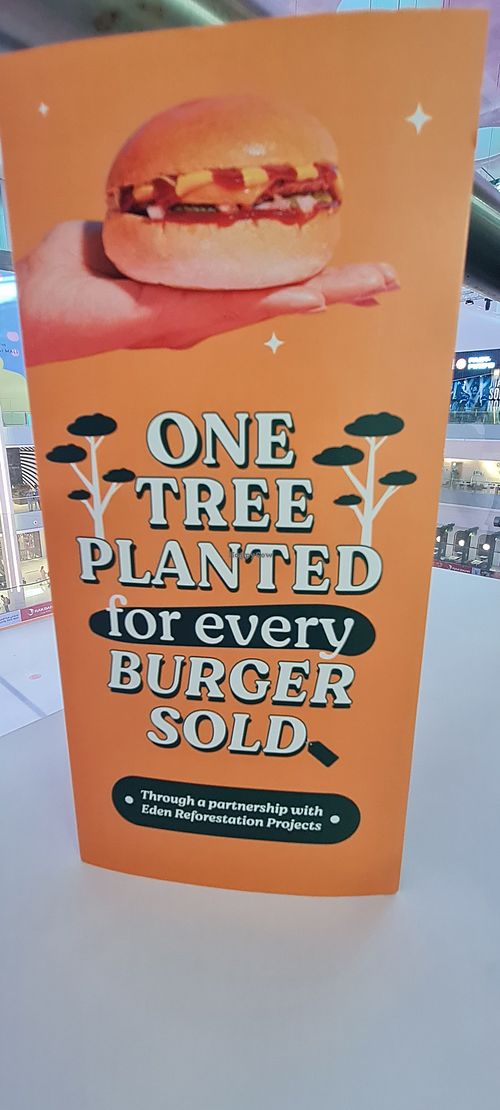 ONE
TREE
PLANTED
for every
BURGER
SOLD
Through a partnership with
Eden Reforestation Projects